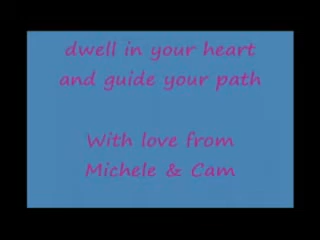 dwell in your heart
and guide your path
With love from
Michele & Cam